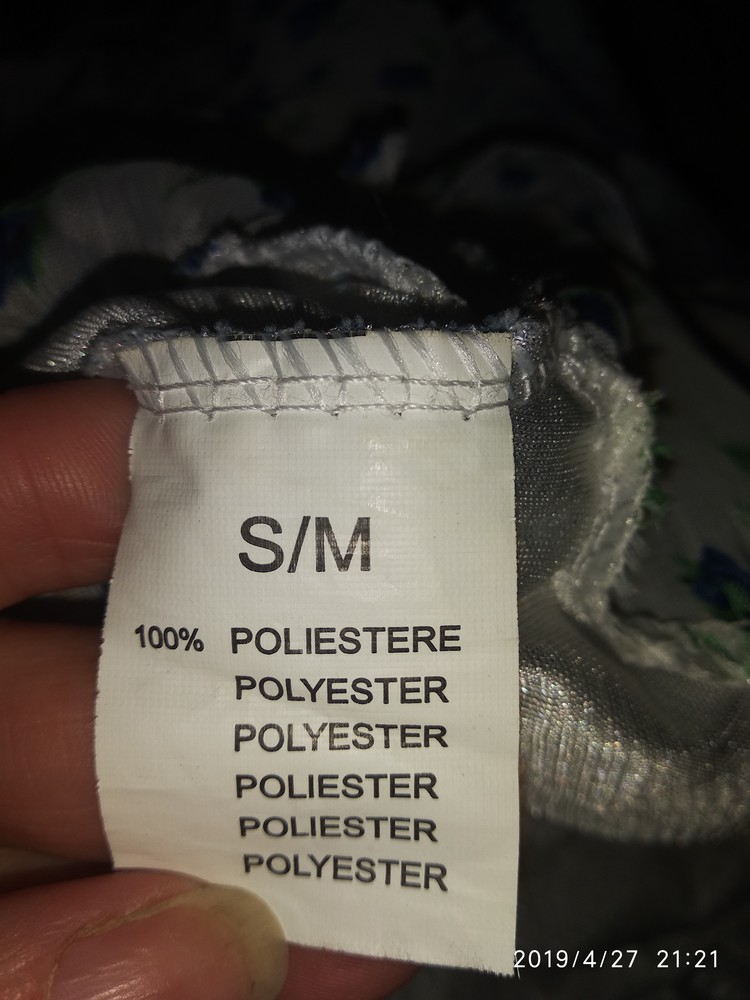 S/M
100% POLIESTERE
POLYESTER
POLYESTER
POLIESTER
POLIESTER
POLYESTER
2019/4/27 21:21